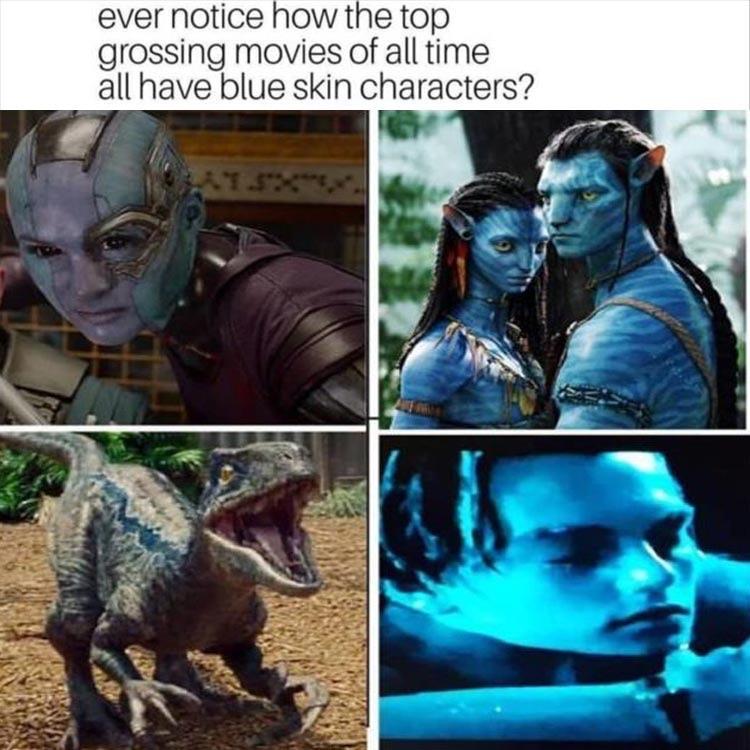 ever notice how the top
grossing movies of all time
all have blue skin characters?